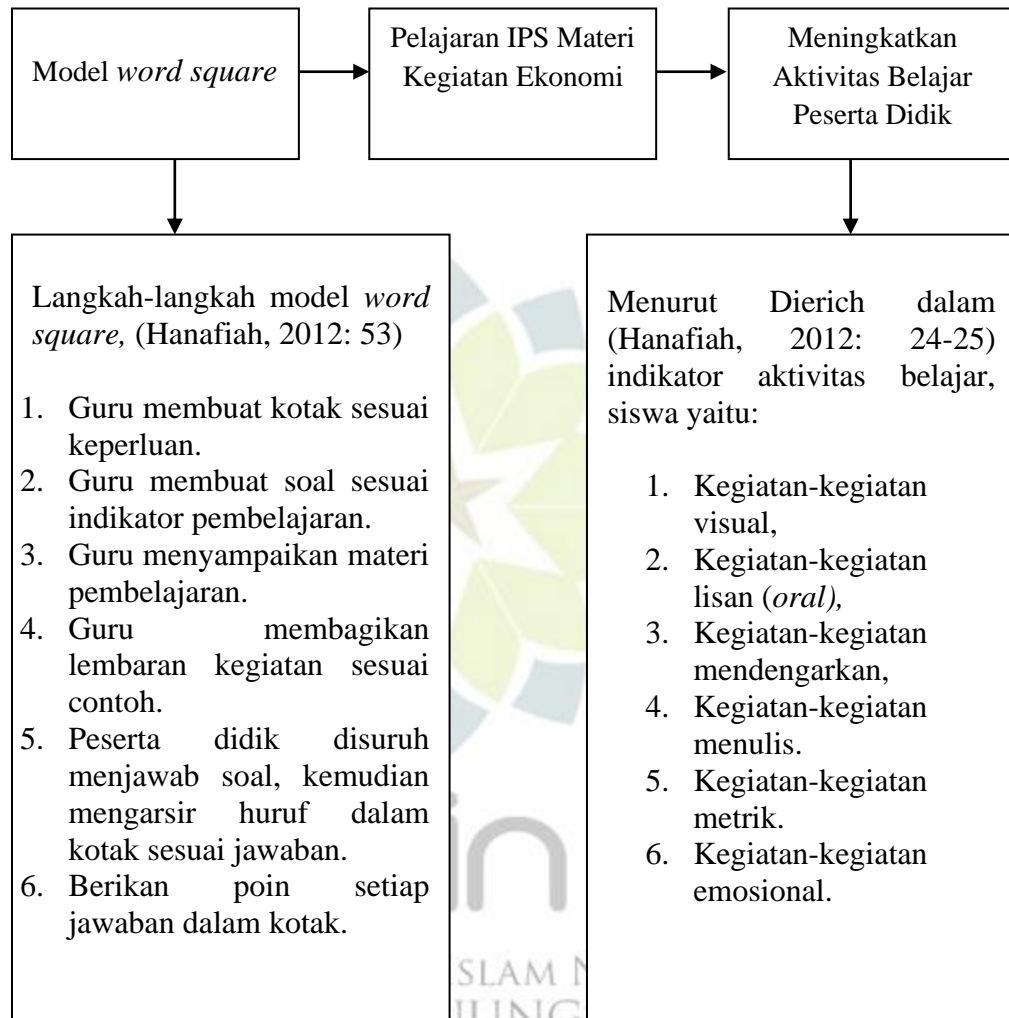 Model word square
Pelajaran IPS Materi
Kegiatan Ekonomi
Meningkatkan
Aktivitas Belajar
Peserta Didik
Langkah-langkah model word
square, (Hanafiah, 2012: 53)
1. Guru membuat kotak sesuai
keperluan.
2. Guru membuat soal sesuai
indikator pembelajaran.
3. Guru menyampaikan materi
pembelajaran.
4. Guru membagikan
lembaran kegiatan sesuai
contoh.
5. Peserta didik disuruh
menjawab soal, kemudian
mengarsir huruf dalam
kotak sesuai jawaban.
6. Berikan poin setiap
jawaban dalam kotak.
Menurut Dierich dalam
(Hanafiah, 2012: 24-25)
indikator aktivitas belajar,
siswa yaitu:
1. Kegiatan-kegiatan
visual,
2. Kegiatan-kegiatan
lisan (oral),
3. Kegiatan-kegiatan
mendengarkan,
4. Kegiatan-kegiatan
menulis.
5. Kegiatan-kegiatan
metrik.
6. Kegiatan-kegiatan
emosional.
in
SLAM N